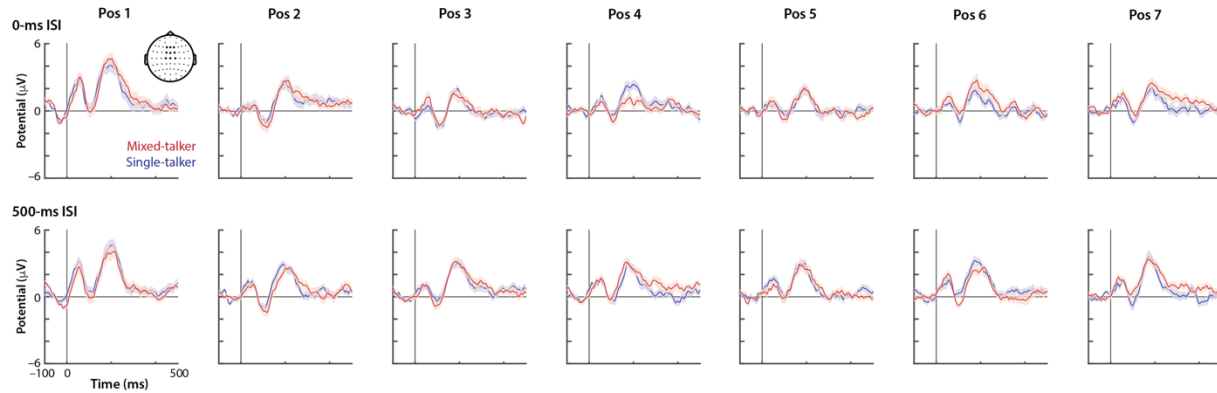 Pos 1 Pos 2 Pos 3 Pos 4 Pos 5 Pos 6 Pos 7
0-ms ISI
6
0
–6
Potential (µV)
Mixed-talker
Single-talker
500-ms ISI
6
0
–6
Potential (µV)
–100 0 500
Time (ms)